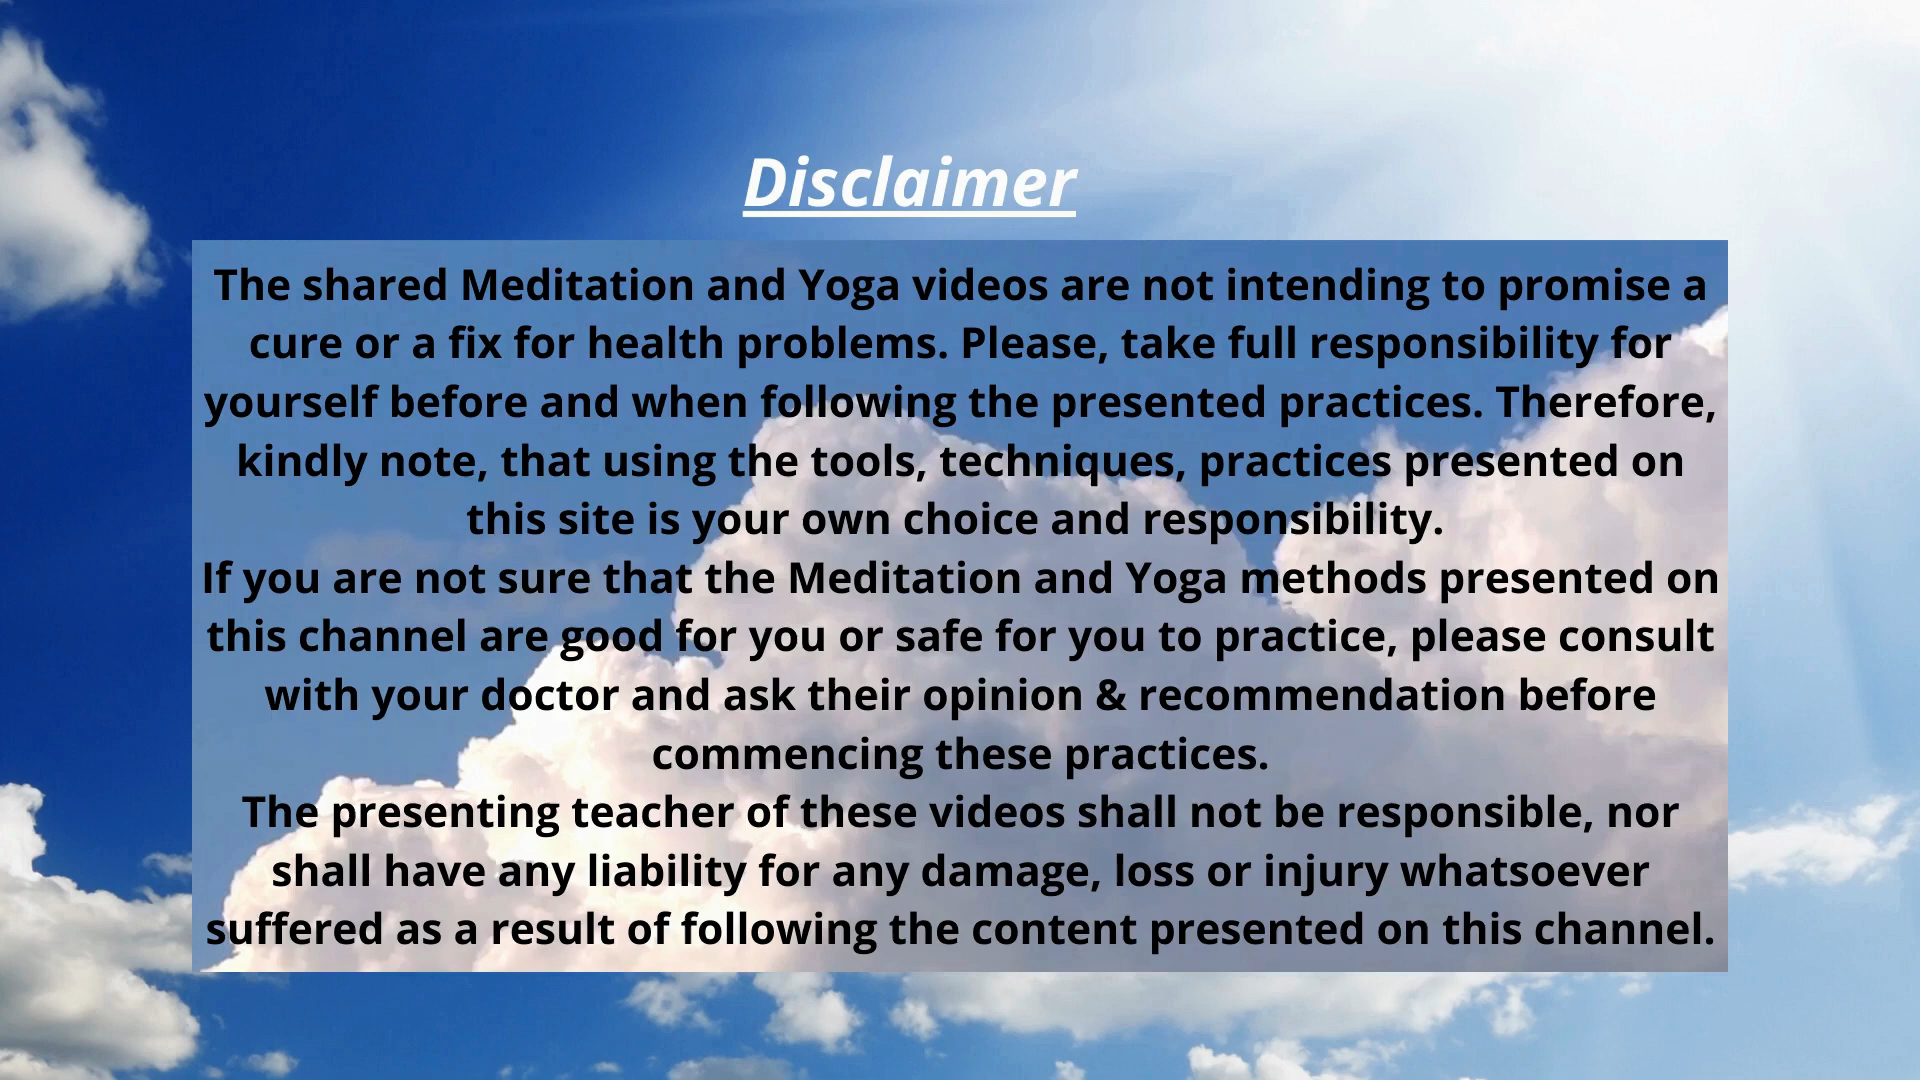 Disclaimer
The shared Meditation and Yoga videos are not intending to promise a
cure or a fix for health problems. Please, take full responsibility for
yourself before and when following the presented practices. Therefore,
kindly note, that using the tools, techniques, practices presented on
this site is your own choice and responsibility.
If you are not sure that the Meditation and Yoga methods presented on
this channel are good for you or safe for you to practice, please consult
with your doctor and ask their opinion & recommendation before
commencing these practices.
The presenting teacher of these videos shall not be responsible, nor
shall have any liability for any damage, loss or injury whatsoever
suffered as a result of following the content presented on this channel.